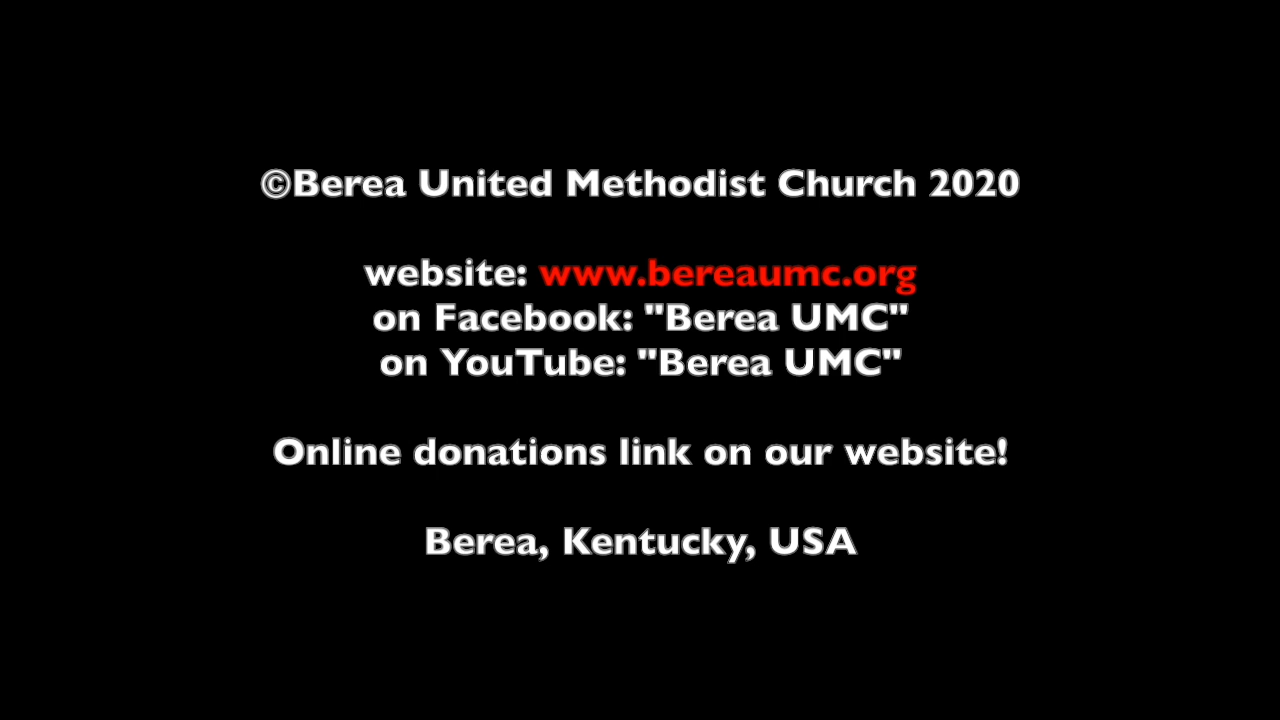 ©Berea United Methodist Church 2020
website: www.bereaumc.org
on Facebook: "Berea UMC"
on YouTube: "Berea UMC"
Online donations link on our website!
Berea, Kentucky, USA